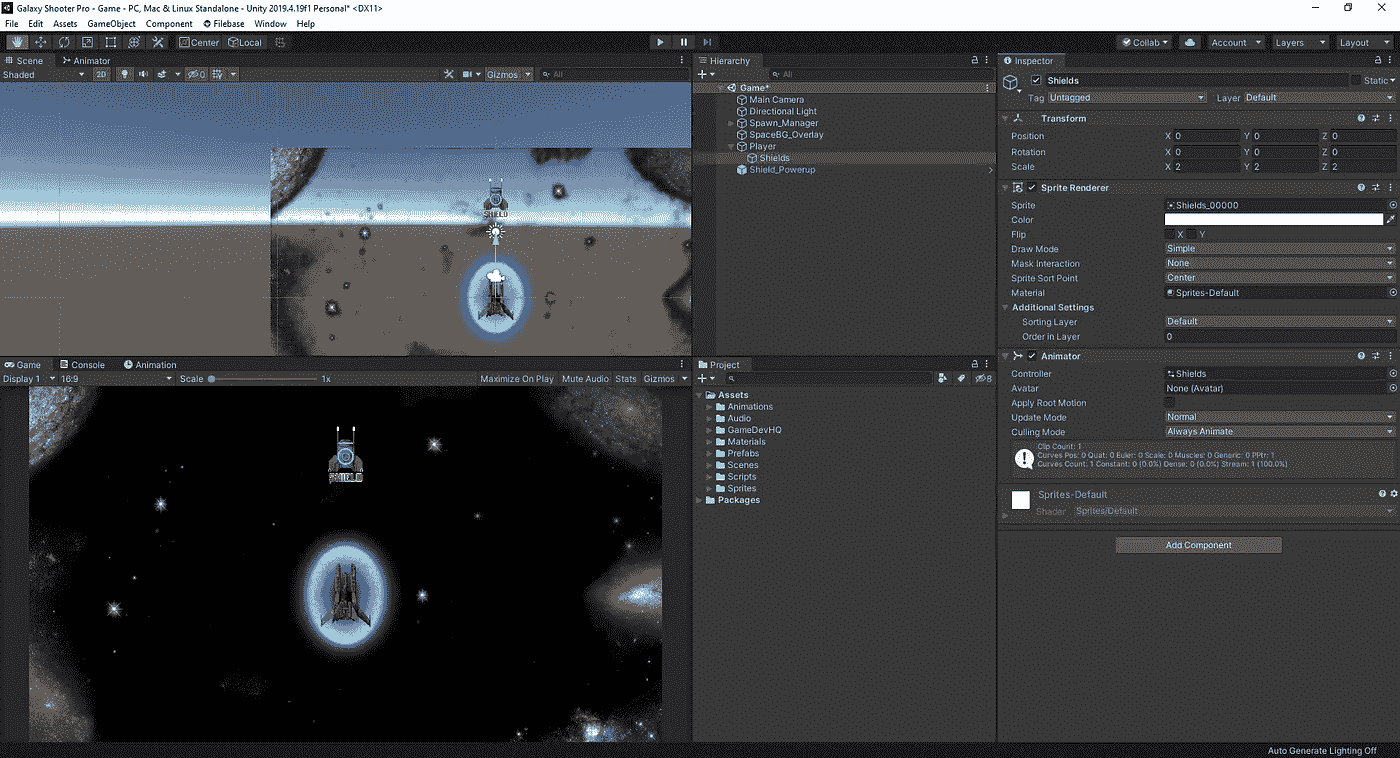 Galaxy Shooter Pro - Game - PC, Mac & Linux Standalone - Unity 2019.4.19f1 Personal* <DX11>
File Edit Assets GameObject Component Filebase Window Help
Center Local Collab Account Layers Layout
Scene Animator
Shaded 2D 0 Gizmos All
SHIELD
Hierarchy
All
Game*
Main Camera
Directional Light
Spawn_Manager
SpaceBG_Overlay
Player
Shields
Shield_Powerup
Game Console Animation
Display 1 16:9 Scale 1x Maximize On Play Mute Audio Stats Gizmos
Project
8
Assets
Animations
Audio
GameDevHQ
Materials
Prefabs
Scenes
Scripts
Sprites
Packages
Inspector
Shields Static
Tag Untagged Layer Default
Transform
Position X 0 Y 0 Z 0
Rotation X 0 Y 0 Z 0
Scale X 2 Y 2 Z 2
Sprite Renderer
Sprite Shields_00000
Color
Flip X Y
Draw Mode Simple
Mask Interaction None
Sprite Sort Point Center
Material Sprites-Default
Additional Settings
Sorting Layer Default
Order in Layer 0
Animator
Controller Shields
Avatar None (Avatar)
Apply Root Motion
Update Mode Normal
Culling Mode Always Animate
Clip Count: 1
Curves Pos: 0 Quat: 0 Euler: 0 Scale: 0 Muscles: 0 Generic: 0 PPtr: 1
Curves Count: 1 Constant: 0 (0.0%) Dense: 0 (0.0%) Stream: 1 (100.0%)
Sprites-Default
Shader Sprites/Default
Add Component
Auto Generate Lighting Off